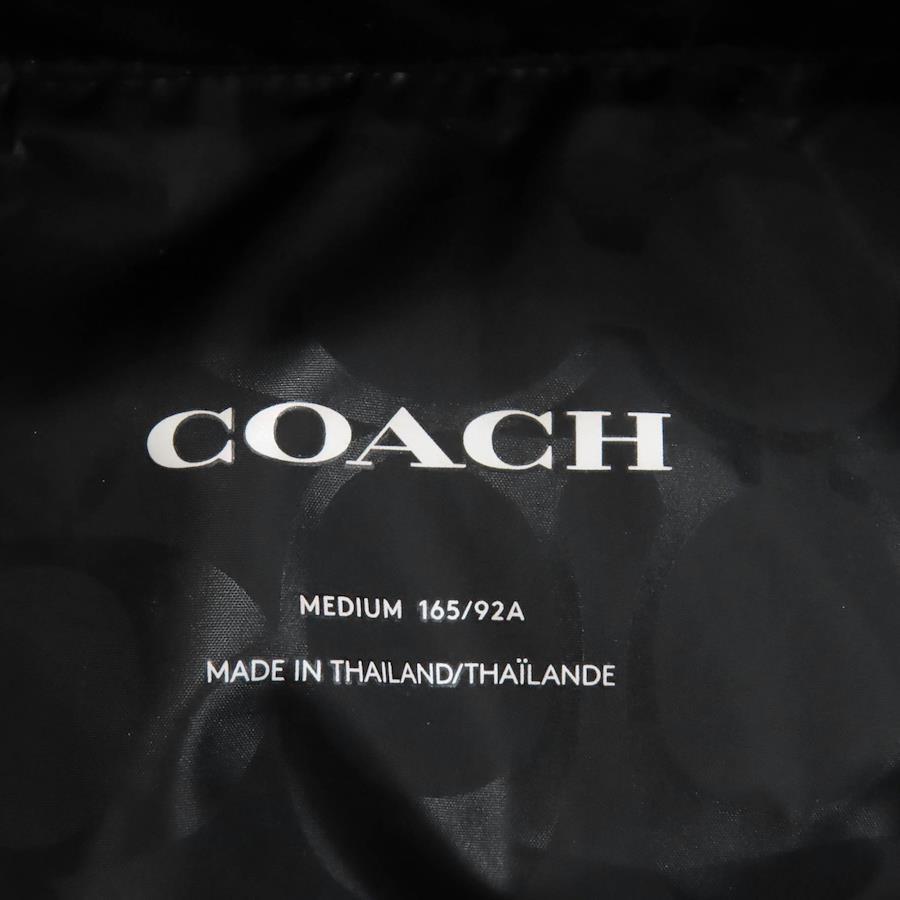 COACH
MEDIUM 165/92A
MADE IN THAILAND/THAÏLANDE